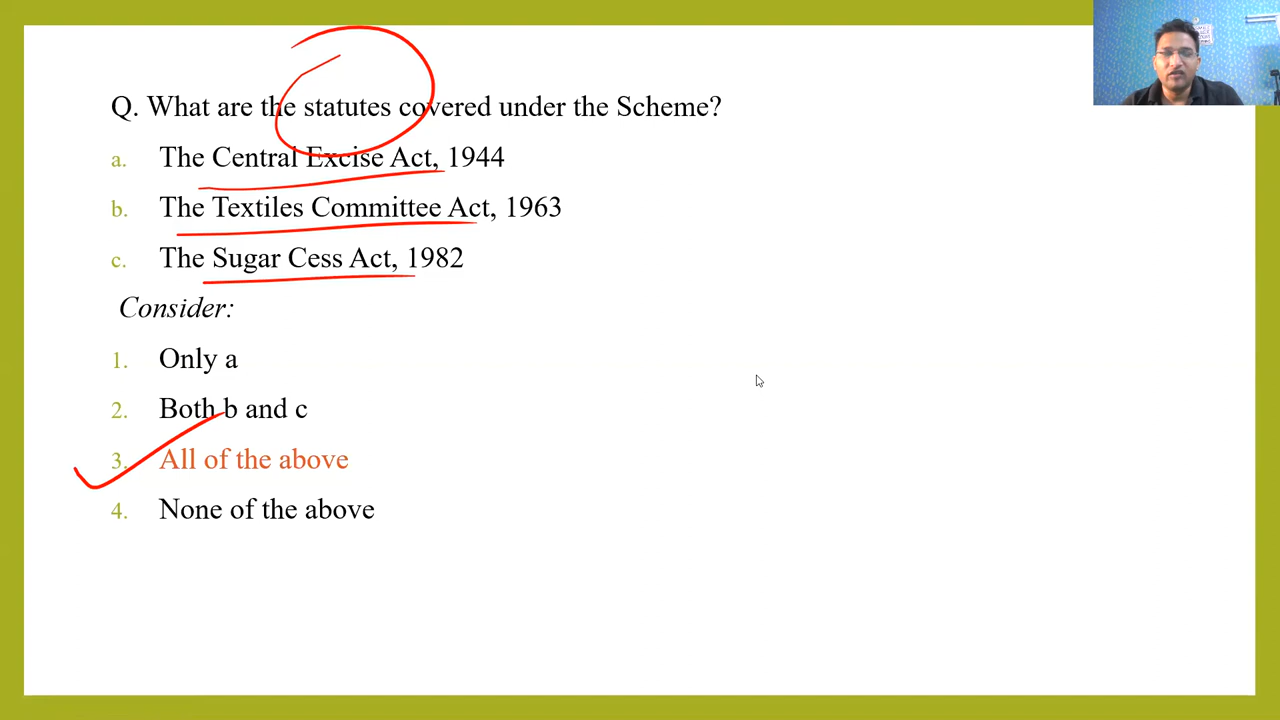 Q. What are the statutes covered under the Scheme?
a. The Central Excise Act, 1944
b. The Textiles Committee Act, 1963
c. The Sugar Cess Act, 1982
Consider:
1. Only a
2. Both b and c
3. All of the above
4. None of the above